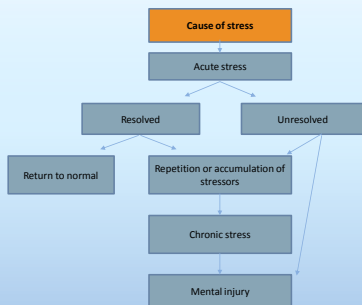 Cause of stress
Acute stress
Resolved
Unresolved
Return to normal
Repetition or accumulation of
stressors
Chronic stress
Mental injury